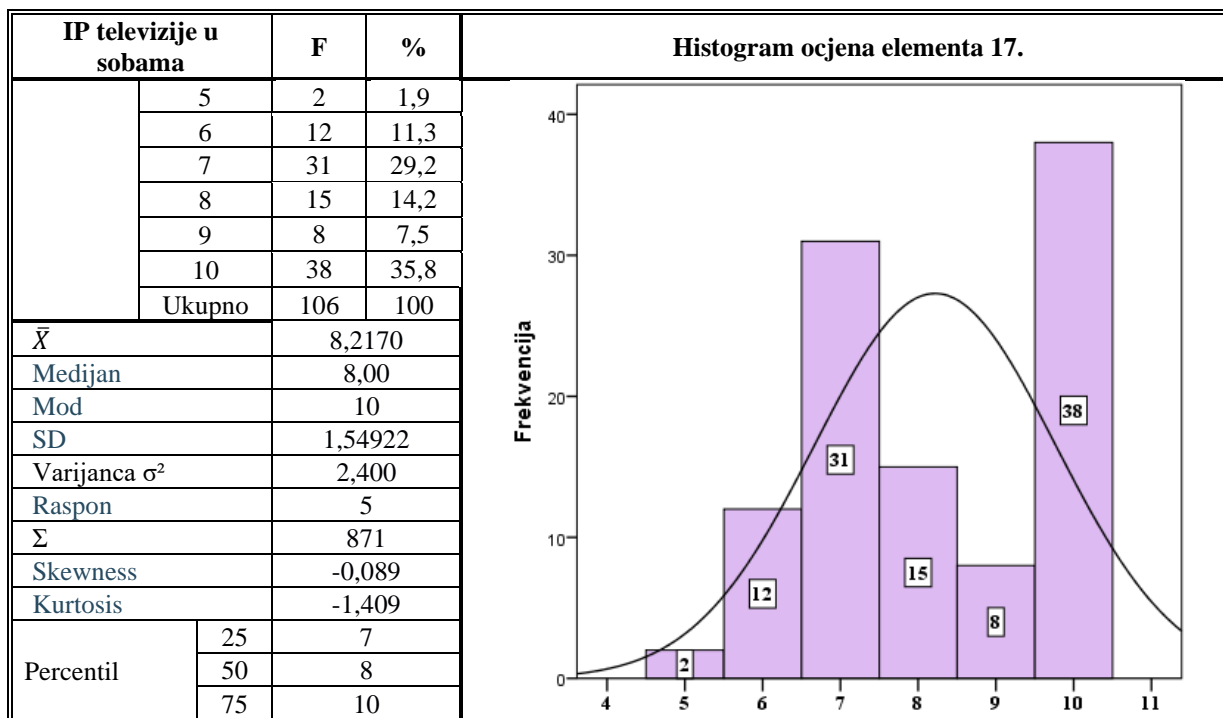 IP televizije u sobama F % Histogram ocjena elementa 17.
5 2 1,9
6 12 11,3
7 31 29,2
8 15 14,2
9 8 7,5
10 38 35,8
Ukupno 106 100
X̄ 8,2170
Medijan 8,00
Mod 10
SD 1,54922
Varijanca σ² 2,400
Raspon 5
Σ 871
Skewness -0,089
Kurtosis -1,409
Percentil
25 7
50 8
75 10
Frekvencija
40
30
20
10
0
2
12
31
15
8
38
4 5 6 7 8 9 10 11